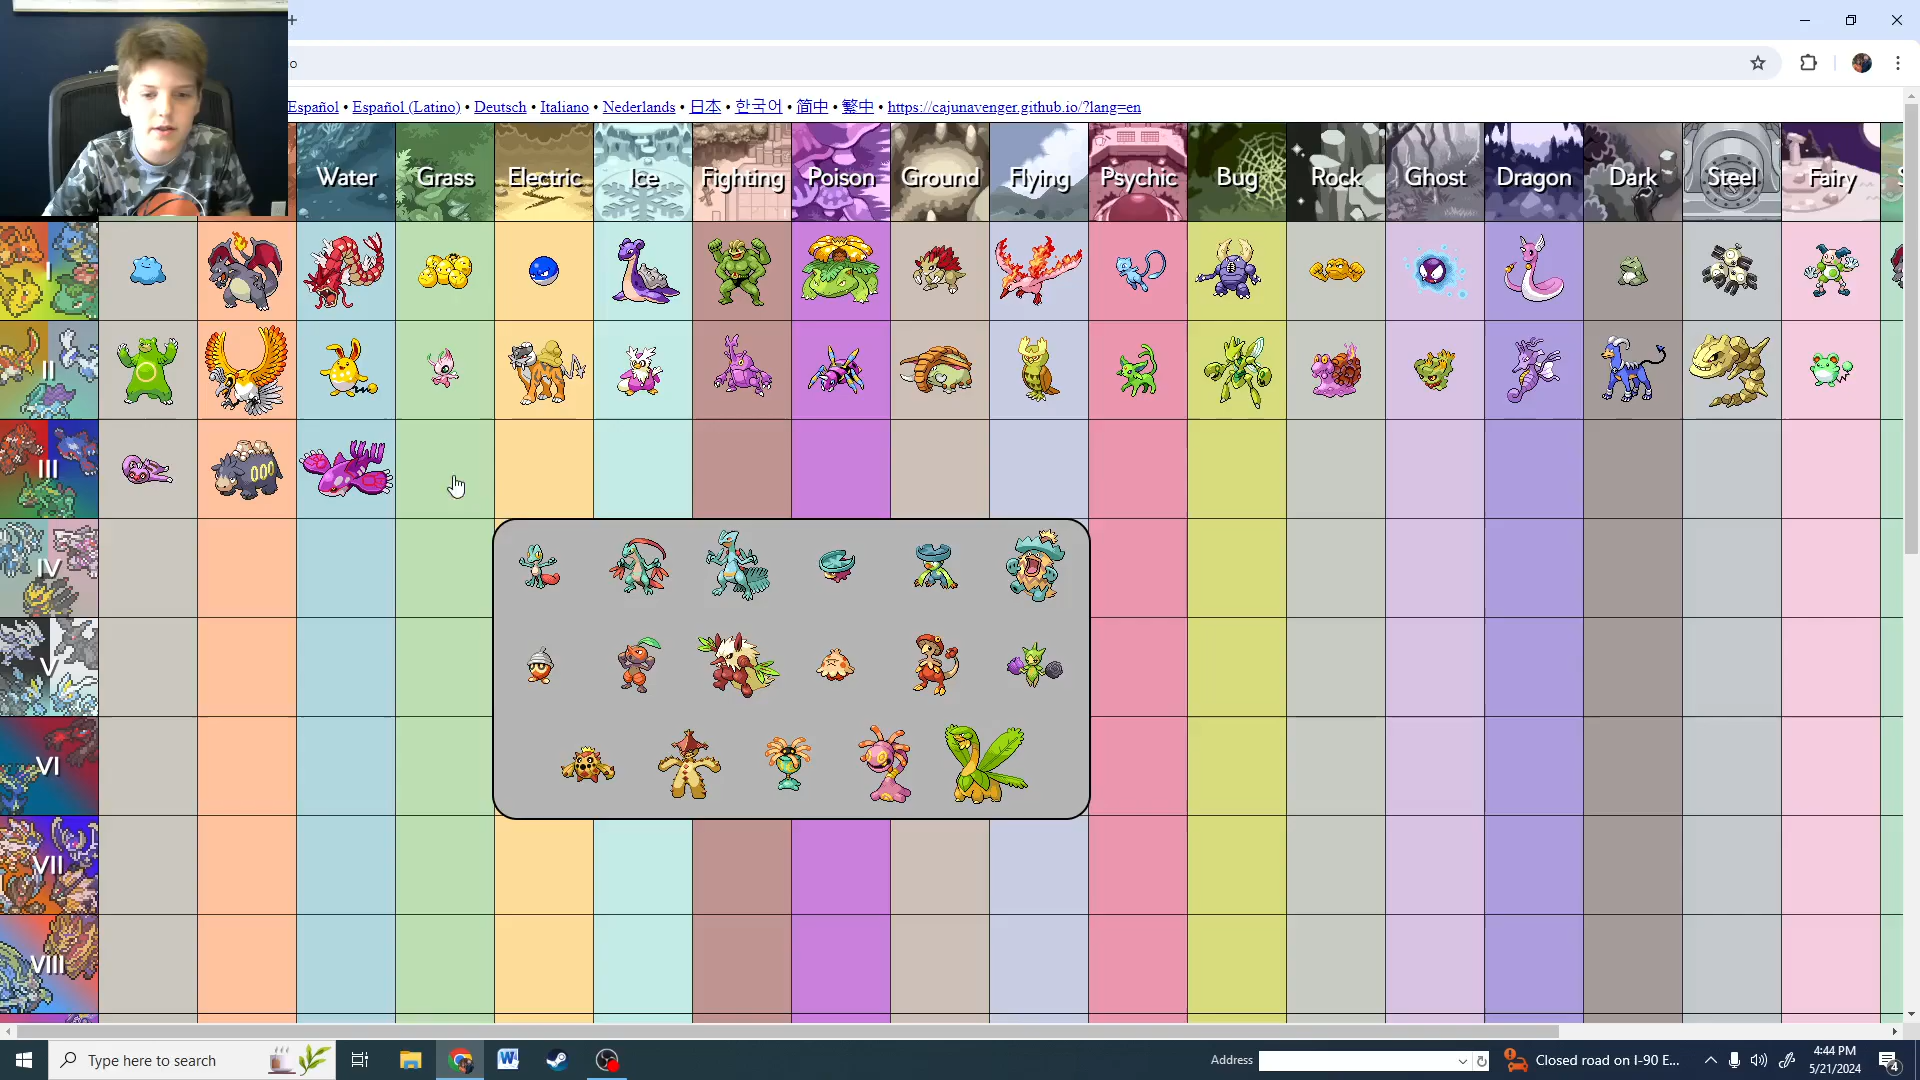 Español • Español (Latino) • Deutsch • Italiano • Nederlands • 日本 • 한국어 • 简中 • 繁中 • https://cajunavenger.github.io/?lang=en
Water Grass Electric Ice Fighting Poison Ground Flying Psychic Bug Rock Ghost Dragon Dark Steel Fairy
I
II
III
IV
V
VI
VII
VIII
Type here to search
Address
Closed road on I-90 E...
4:44 PM
5/21/2024
4